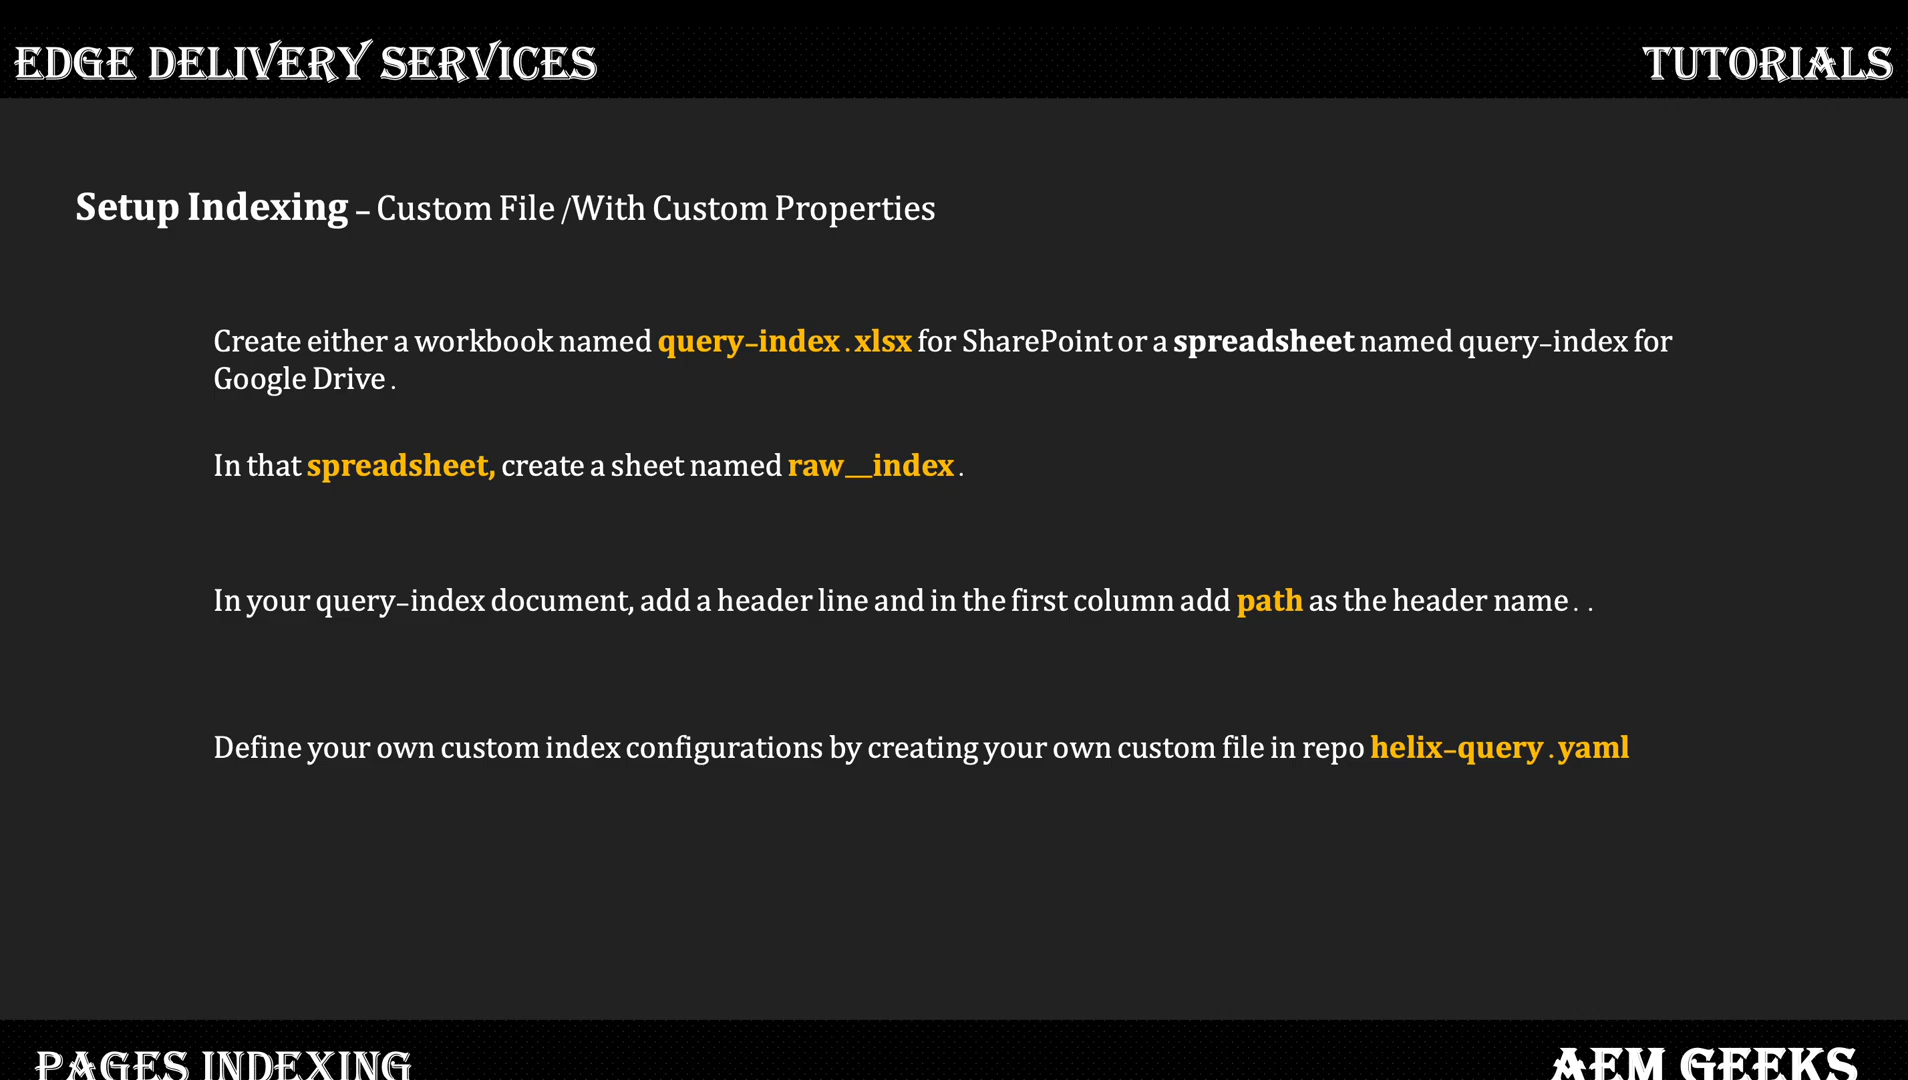 EDGE DELIVERY SERVICES
TUTORIALS
Setup Indexing – Custom File /With Custom Properties
Create either a workbook named query-index.xlsx for SharePoint or a spreadsheet named query-index for
Google Drive.
In that spreadsheet, create a sheet named raw__index.
In your query-index document, add a header line and in the first column add path as the header name..
Define your own custom index configurations by creating your own custom file in repo helix-query.yaml
PAGES INDEXING
AEM GEEKS